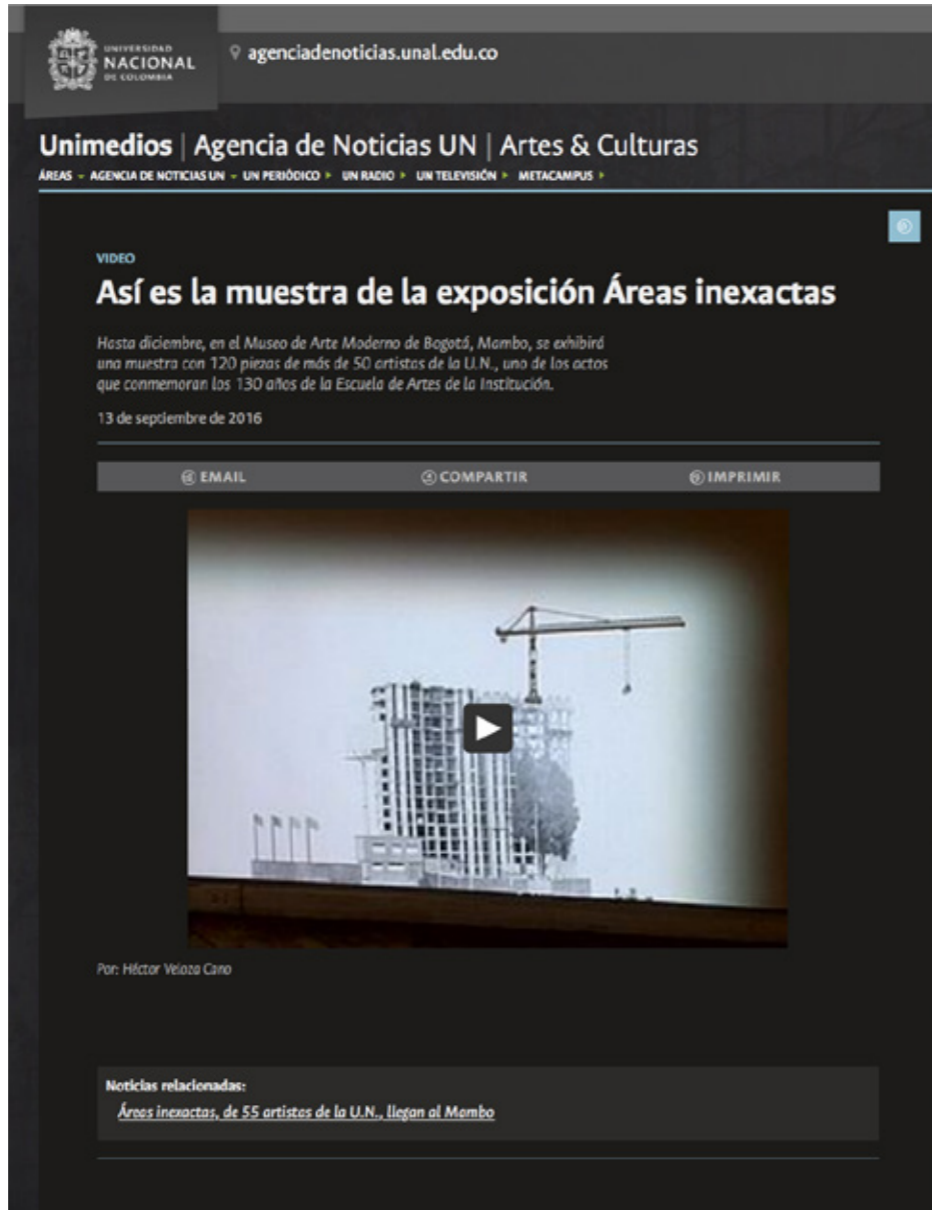 UNIVERSIDAD
NACIONAL
DE COLOMBIA
agenciadenoticias.unal.edu.co
Unimedios | Agencia de Noticias UN | Artes & Culturas
ÁREAS AGENCIA DE NOTICIAS UN UN PERIÓDICO UN RADIO UN TELEVISIÓN METACAMPUS
VIDEO
Así es la muestra de la exposición Áreas inexactas
Hasta diciembre, en el Museo de Arte Moderno de Bogotá, Mambo, se exhibirá
una muestra con 120 piezas de más de 50 artistas de la U.N., uno de los actos
que conmemoran los 130 años de la Escuela de Artes de la Institución.
13 de septiembre de 2016
EMAIL COMPARTIR IMPRIMIR
Por: Héctor Veloza Cano
Noticias relacionadas:
Áreas inexactas, de 55 artistas de la U.N., llegan al Mambo